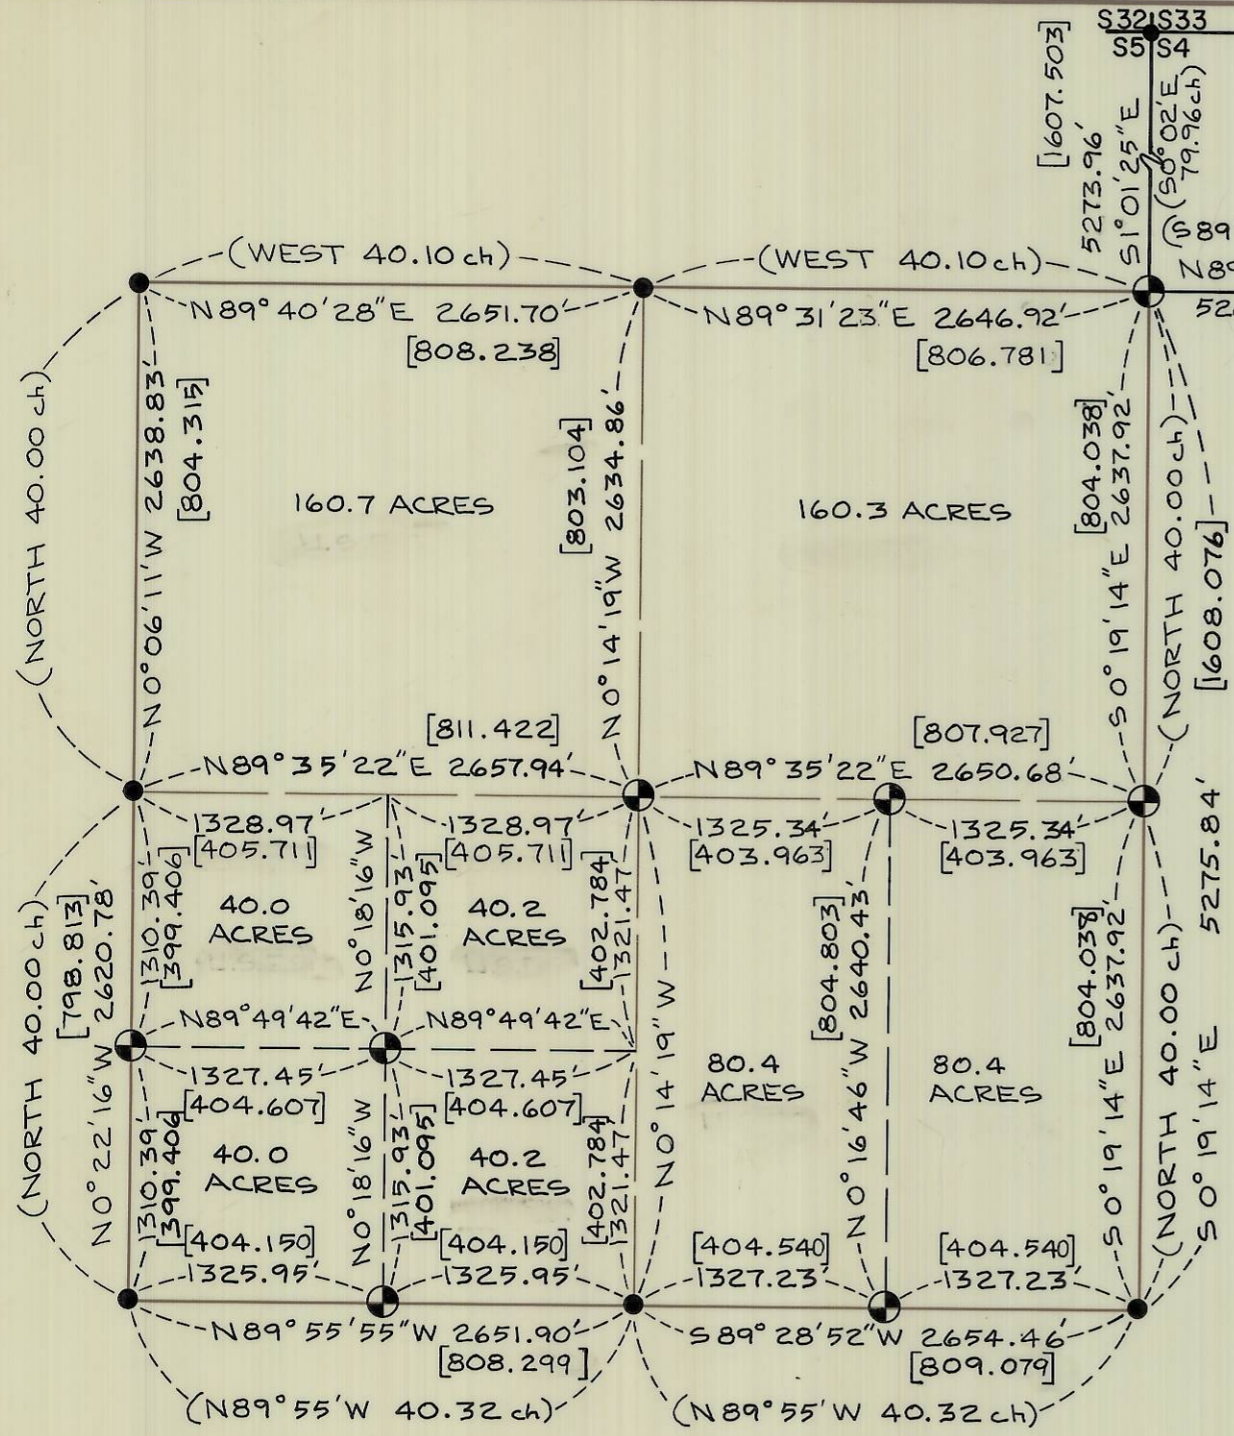 S32 S33
S5 S4
[1607.503]
5273.96'
S1°01'25"E
(S0°02'E
79.96ch)
(S89
N89
52
(WEST 40.10 ch)
(WEST 40.10 ch)
N89°40'28"E 2651.70'
[808.238]
N89°31'23"E 2646.92'
[806.781]
(NORTH 40.00 ch)
N0°06'11"W 2638.83'
[804.315]
160.7 ACRES
[803.104]
N0°14'19"W 2634.86'
160.3 ACRES
[804.038]
S0°19'14"E 2637.92'
(NORTH 40.00 ch)
[1608.076]
[811.422]
N89°35'22"E 2657.94'
[807.927]
N89°35'22"E 2650.68'
1328.97'
[405.711]
1328.97'
[405.711]
1325.34'
[403.963]
1325.34'
[403.963]
(NORTH 40.00 ch)
[798.813]
N0°22'16"W 2620.78'
1310.39'
[399.406]
40.0
ACRES
N0°18'16"W
1315.93'
[401.095]
40.2
ACRES
[402.784]
1321.47'
N0°14'19"W
[804.803]
N0°16'46"W 2640.43'
[804.038]
S0°19'14"E 2637.92'
(NORTH 40.00 ch)
S0°19'14"E 5275.84'
N89°49'42"E
N89°49'42"E
1327.45'
[404.607]
1327.45'
[404.607]
80.4
ACRES
80.4
ACRES
1310.39'
[399.406]
40.0
ACRES
N0°18'16"W
1315.93'
[401.095]
40.2
ACRES
[402.784]
1321.47'
[404.150]
1325.95'
[404.150]
1325.95'
[404.540]
1327.23'
[404.540]
1327.23'
N89°55'55"W 2651.90'
[808.299]
S89°28'52"W 2654.46'
[809.079]
(N89°55'W 40.32 ch)
(N89°55'W 40.32 ch)